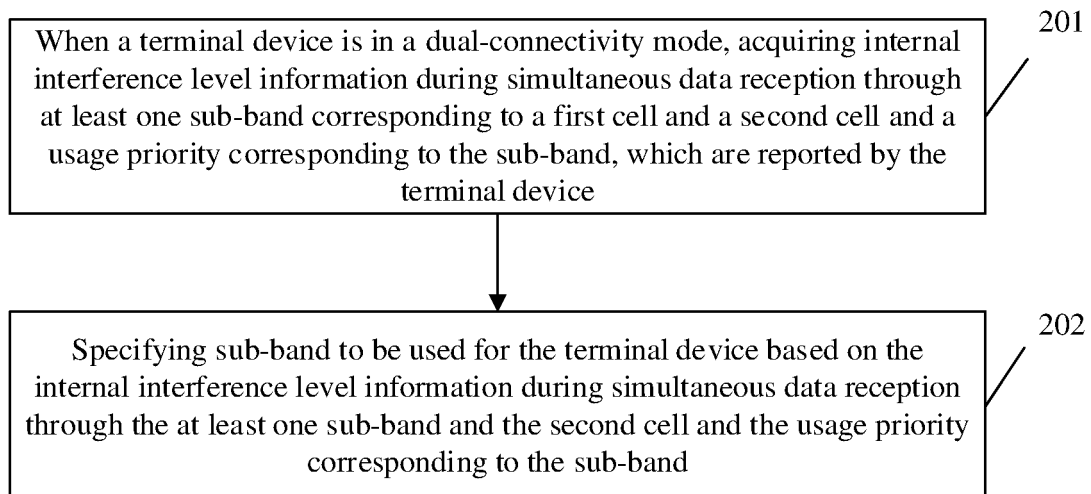 201
When a terminal device is in a dual-connectivity mode, acquiring internal
interference level information during simultaneous data reception through
at least one sub-band corresponding to a first cell and a second cell and a
usage priority corresponding to the sub-band, which are reported by the
terminal device
202
Specifying sub-band to be used for the terminal device based on the
internal interference level information during simultaneous data reception
through the at least one sub-band and the second cell and the usage priority
corresponding to the sub-band